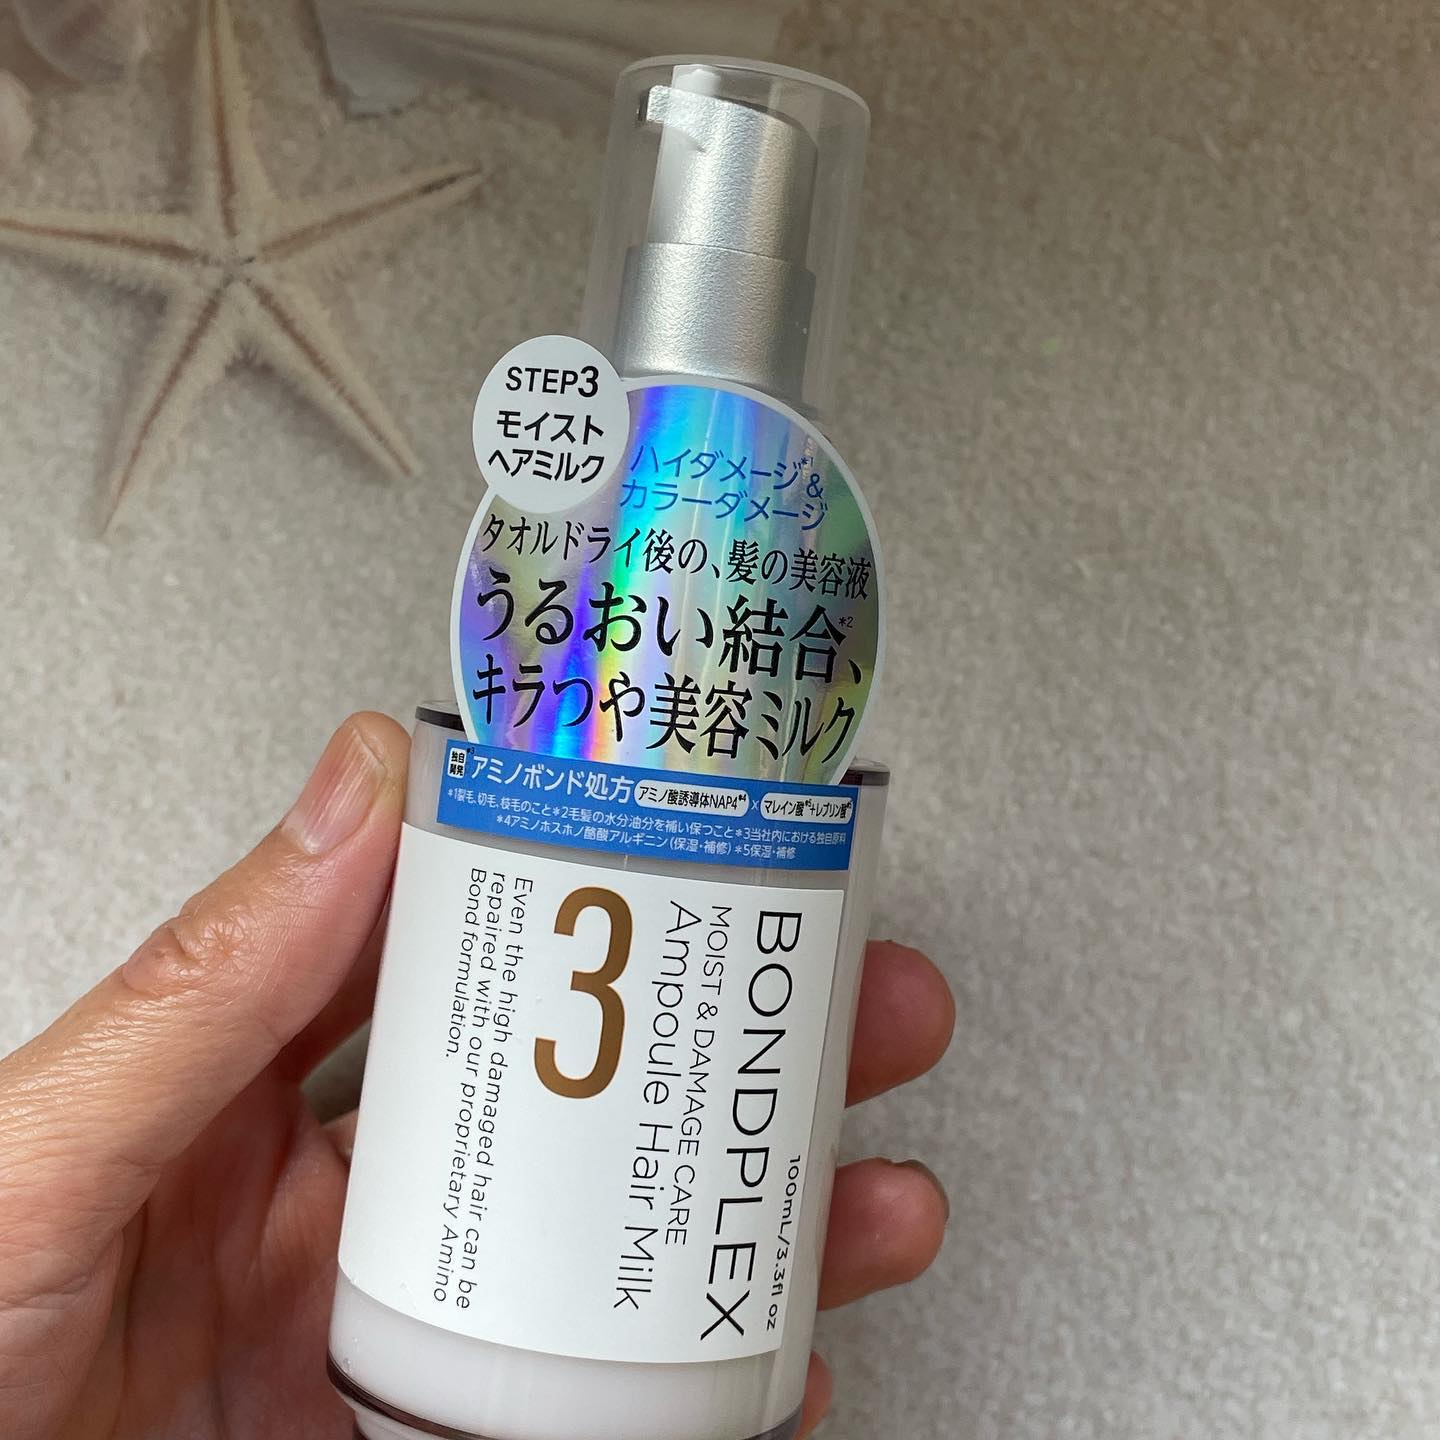 STEP3
モイスト
ヘアミルク
ハイダメージ*1&
カラーダメージ
タオルドライ後の、髪の美容液
うるおい結合*2、
キラつや美容ミルク
独自開発*3 アミノボンド処方 アミノ酸誘導体NAP4*4 × マレイン酸*5+レブリン酸*5
*1裂毛、切毛、枝毛のこと*2毛髪の水分油分を補い保つこと*3当社内における独自原料
*4アミノホスホノ酪酸アルギニン(保湿・補修)*5保湿・補修
100mL/3.3fl oz
BONDPLEX
MOIST & DAMAGE CARE
Ampoule Hair Milk
3
Even the high damaged hair can be
repaired with our proprietary Amino
Bond formulation.